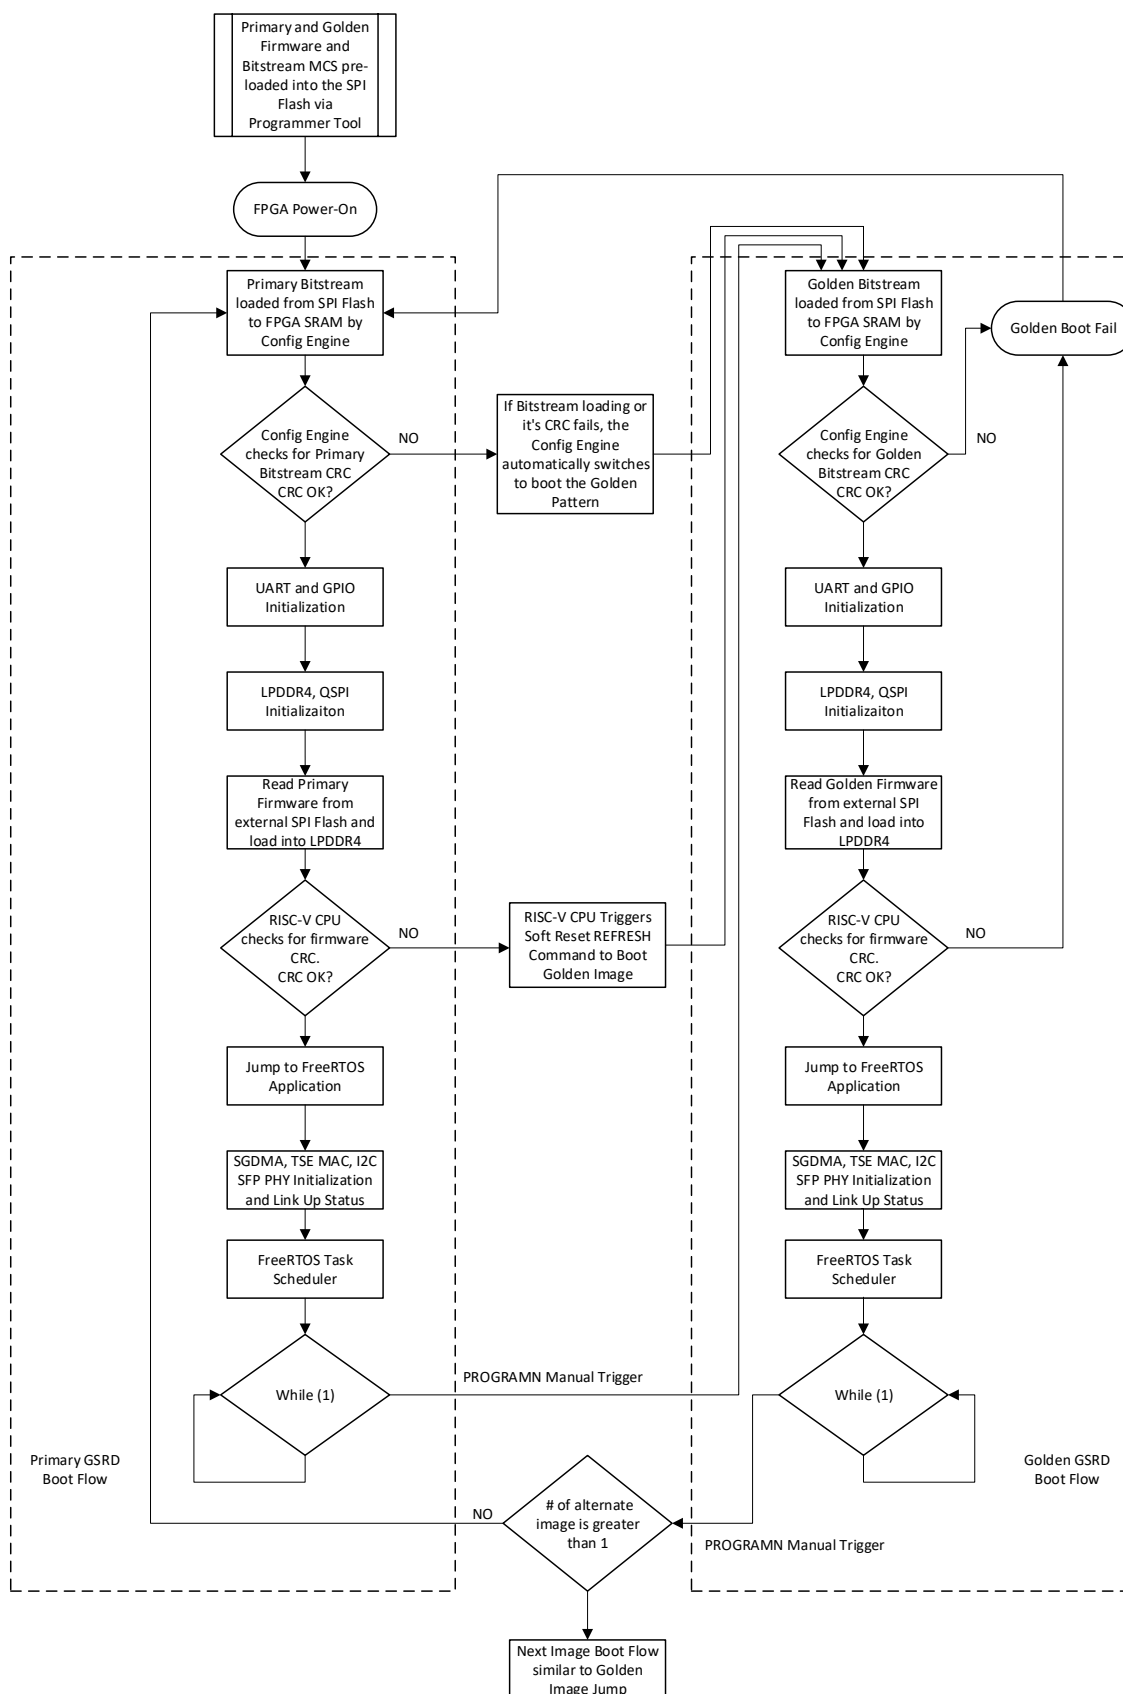 Primary and Golden
Firmware and
Bitstream MCS pre-
loaded into the SPI
Flash via
Programmer Tool
FPGA Power-On
Primary Bitstream
loaded from SPI Flash
to FPGA SRAM by
Config Engine
Golden Bitstream
loaded from SPI Flash
to FPGA SRAM by
Config Engine
Golden Boot Fail
Config Engine
checks for Primary
Bitstream CRC
CRC OK?
NO
If Bitstream loading or
it's CRC fails, the
Config Engine
automatically switches
to boot the Golden
Pattern
Config Engine
checks for Golden
Bitstream CRC
CRC OK?
NO
UART and GPIO
Initialization
UART and GPIO
Initialization
LPDDR4, QSPI
Initializaiton
LPDDR4, QSPI
Initializaiton
Read Primary
Firmware from
external SPI Flash and
load into LPDDR4
Read Golden Firmware
from external SPI
Flash and load into
LPDDR4
RISC-V CPU
checks for firmware
CRC.
CRC OK?
NO
RISC-V CPU Triggers
Soft Reset REFRESH
Command to Boot
Golden Image
RISC-V CPU
checks for firmware
CRC.
CRC OK?
NO
Jump to FreeRTOS
Application
Jump to FreeRTOS
Application
SGDMA, TSE MAC, I2C
SFP PHY Initialization
and Link Up Status
SGDMA, TSE MAC, I2C
SFP PHY Initialization
and Link Up Status
FreeRTOS Task
Scheduler
FreeRTOS Task
Scheduler
While (1)
PROGRAMN Manual Trigger
While (1)
Primary GSRD
Boot Flow
Golden GSRD
Boot Flow
# of alternate
image is greater
than 1
NO
PROGRAMN Manual Trigger
Next Image Boot Flow
similar to Golden
Image Jump